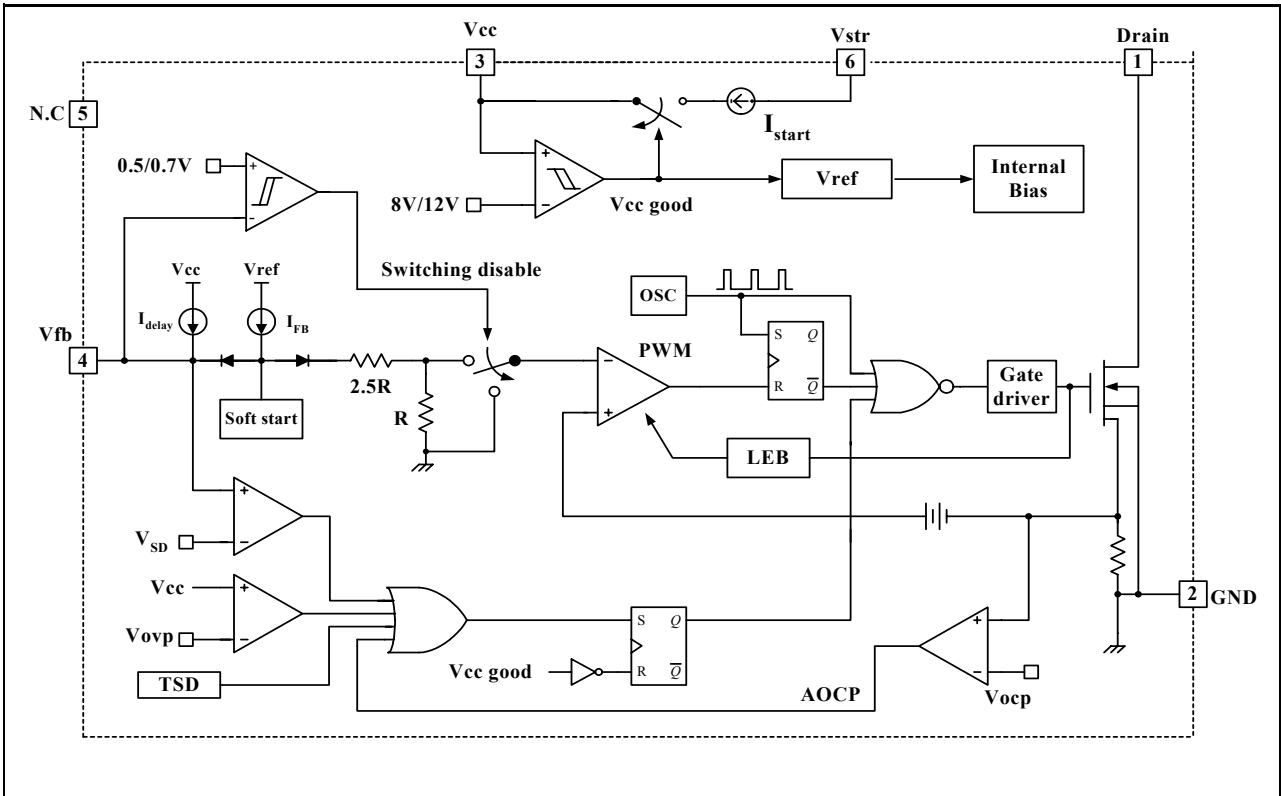 Vcc
3
Vstr
6
Drain
1
N.C 5
I start
0.5/0.7V
+
-
8V/12V
+
-
Vcc good
Vref
Internal
Bias
Switching disable
Vcc
Vref
I delay
I FB
Vfb
4
2.5R
R
Soft start
OSC
PWM
-
+
S Q
R Q̅
Gate
driver
LEB
+
-
V SD
Vcc
Vovp
+
-
TSD
S Q
R Q̅
Vcc good
AOCP
+
-
Vocp
2 GND